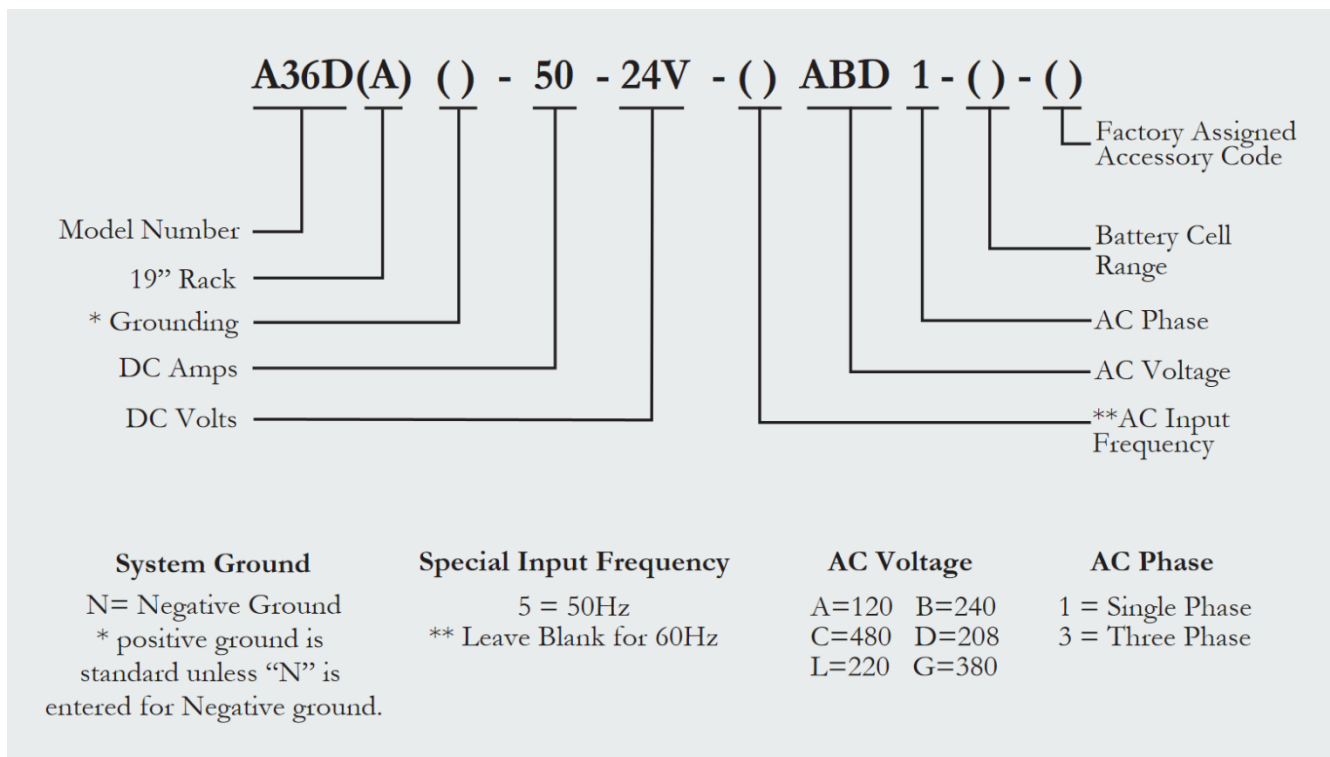 A36D(A) ( ) - 50 - 24V - ( ) ABD 1 - ( ) - ( )
Factory Assigned
Accessory Code
Model Number
Battery Cell
Range
19” Rack
* Grounding
AC Phase
DC Amps
AC Voltage
DC Volts
**AC Input
Frequency
System Ground
N= Negative Ground
* positive ground is
standard unless “N” is
entered for Negative ground.
Special Input Frequency
5 = 50Hz
** Leave Blank for 60Hz
AC Voltage
A=120 B=240
C=480 D=208
L=220 G=380
AC Phase
1 = Single Phase
3 = Three Phase